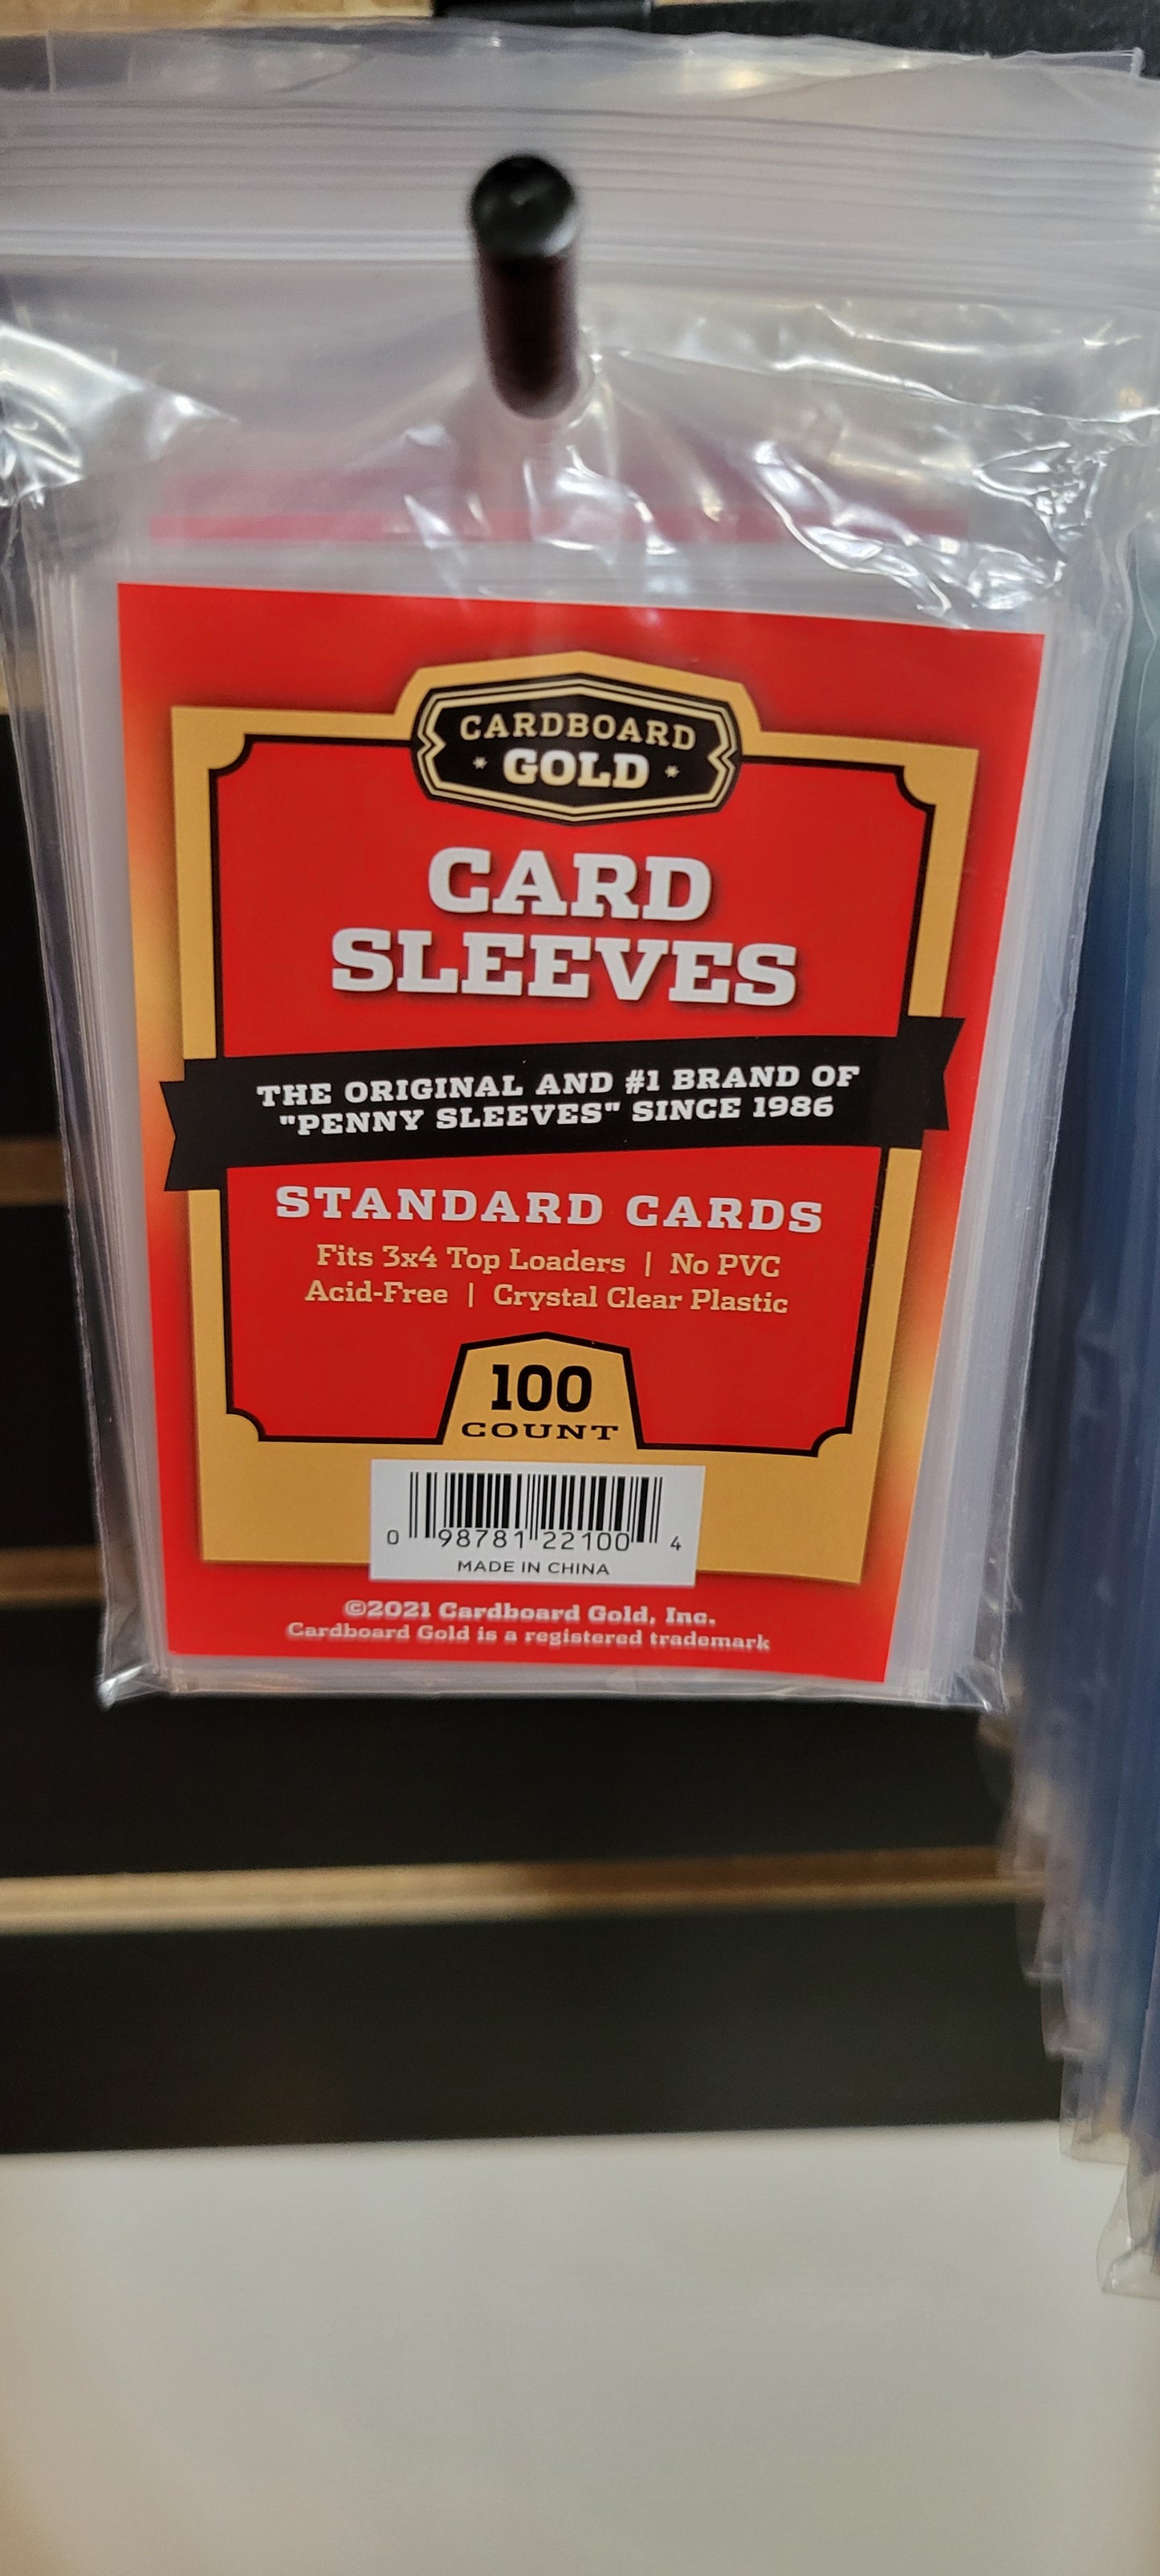 CARDBOARD
* GOLD *
CARD
SLEEVES
THE ORIGINAL AND #1 BRAND OF
"PENNY SLEEVES" SINCE 1986
STANDARD CARDS
Fits 3x4 Top Loaders | No PVC
Acid-Free | Crystal Clear Plastic
100
COUNT
0 98781 22100 4
MADE IN CHINA
©2021 Cardboard Gold, Inc.
Cardboard Gold is a registered trademark